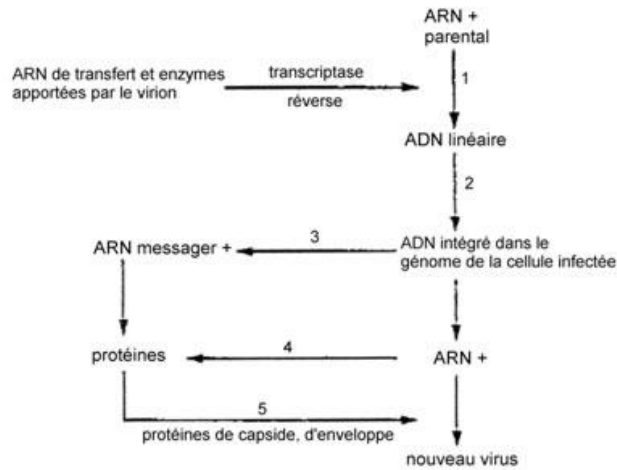 ARN +
parental
ARN de transfert et enzymes
apportées par le virion
transcriptase
réverse
1
ADN linéaire
2
ARN messager +
3
ADN intégré dans le
génome de la cellule infectée
protéines
4
ARN +
5
protéines de capside, d'enveloppe
nouveau virus